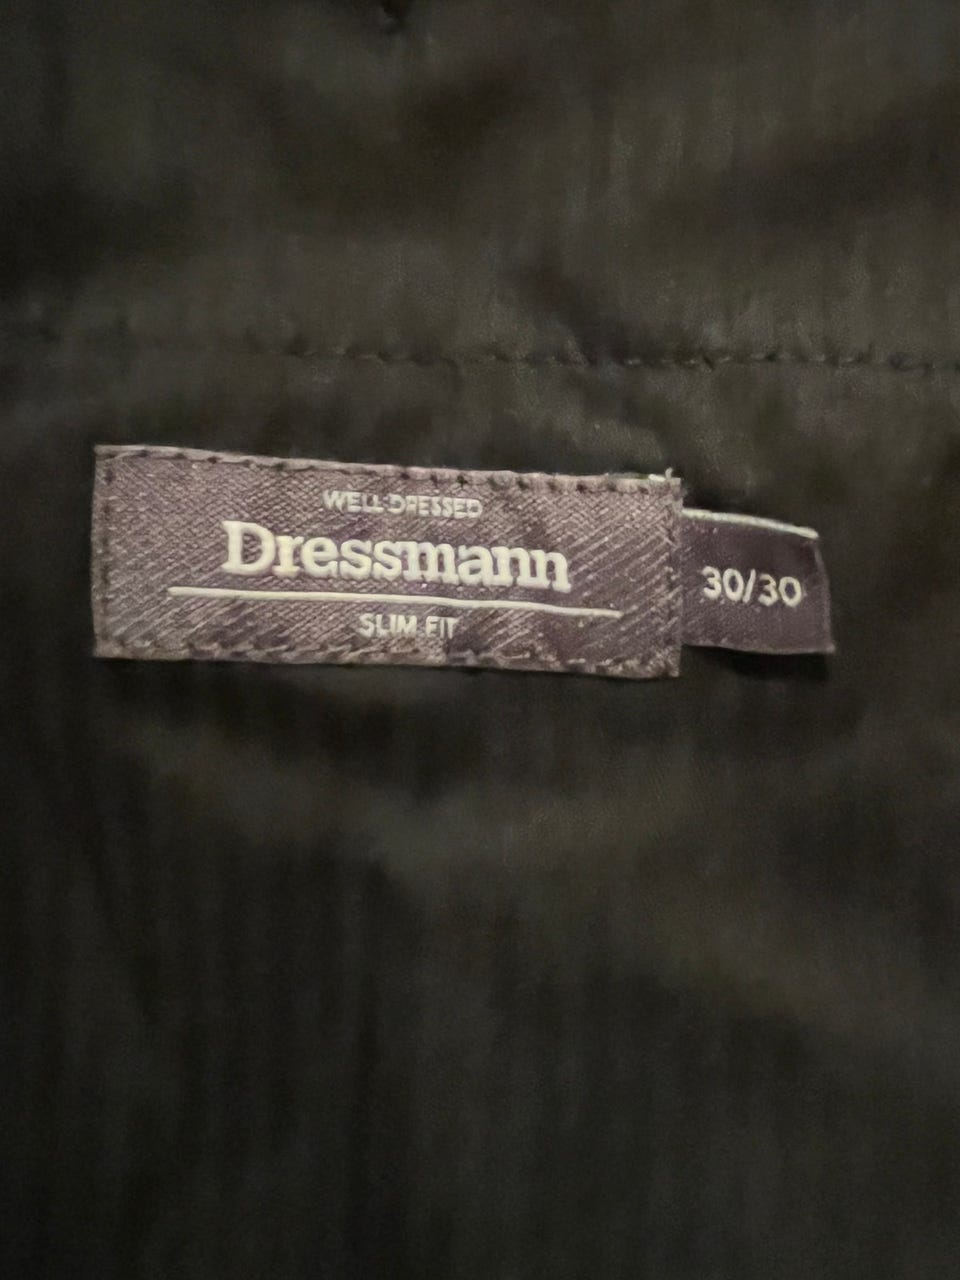 WELL DRESSED
Dressmann
SLIM FIT
30/30